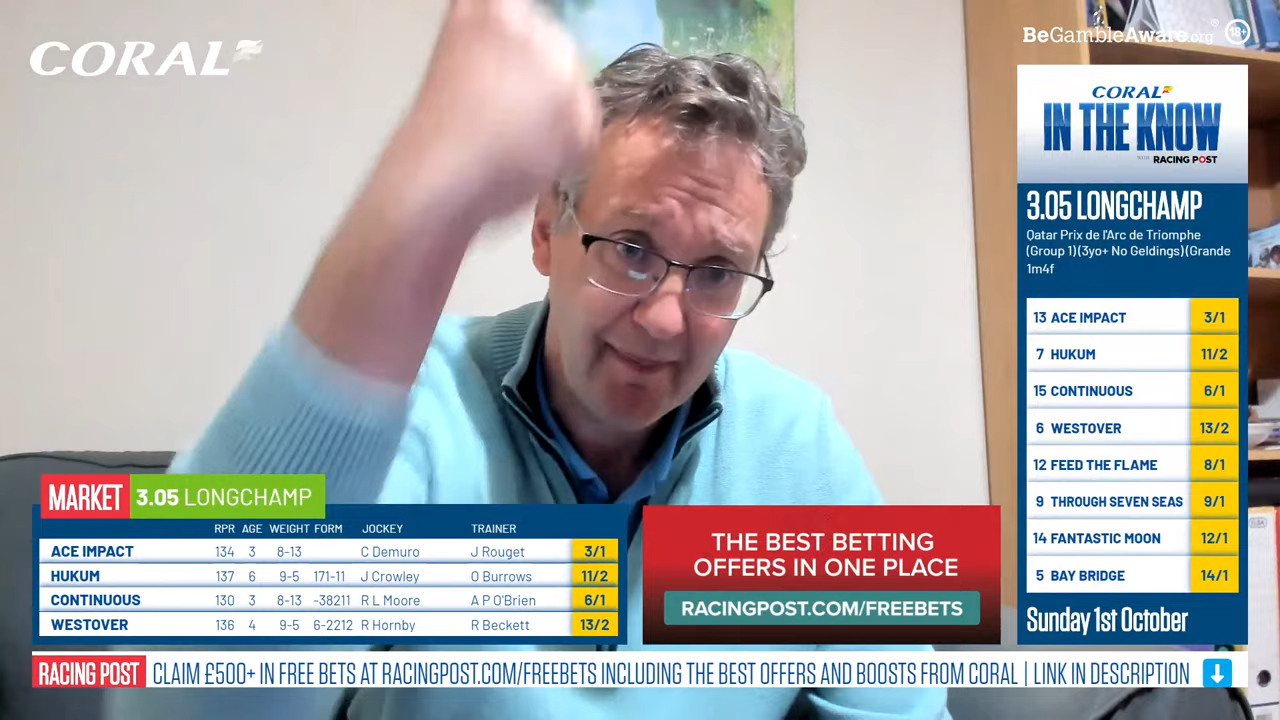 CORAL
BeGambleAware.org® 18+
CORAL
IN THE KNOW
WITH RACING POST
3.05 LONGCHAMP
Qatar Prix de l'Arc de Triomphe
(Group 1)(3yo+ No Geldings)(Grande
1m4f
13 ACE IMPACT 3/1
7 HUKUM 11/2
15 CONTINUOUS 6/1
6 WESTOVER 13/2
12 FEED THE FLAME 8/1
9 THROUGH SEVEN SEAS 9/1
14 FANTASTIC MOON 12/1
5 BAY BRIDGE 14/1
Sunday 1st October
MARKET 3.05 LONGCHAMP
RPR AGE WEIGHT FORM JOCKEY TRAINER
ACE IMPACT 134 3 8-13 C Demuro J Rouget 3/1
HUKUM 137 6 9-5 171-11 J Crowley O Burrows 11/2
CONTINUOUS 130 3 8-13 -38211 R L Moore A P O'Brien 6/1
WESTOVER 136 4 9-5 6-2212 R Hornby R Beckett 13/2
THE BEST BETTING
OFFERS IN ONE PLACE
RACINGPOST.COM/FREEBETS
RACING POST CLAIM £500+ IN FREE BETS AT RACINGPOST.COM/FREEBETS INCLUDING THE BEST OFFERS AND BOOSTS FROM CORAL | LINK IN DESCRIPTION